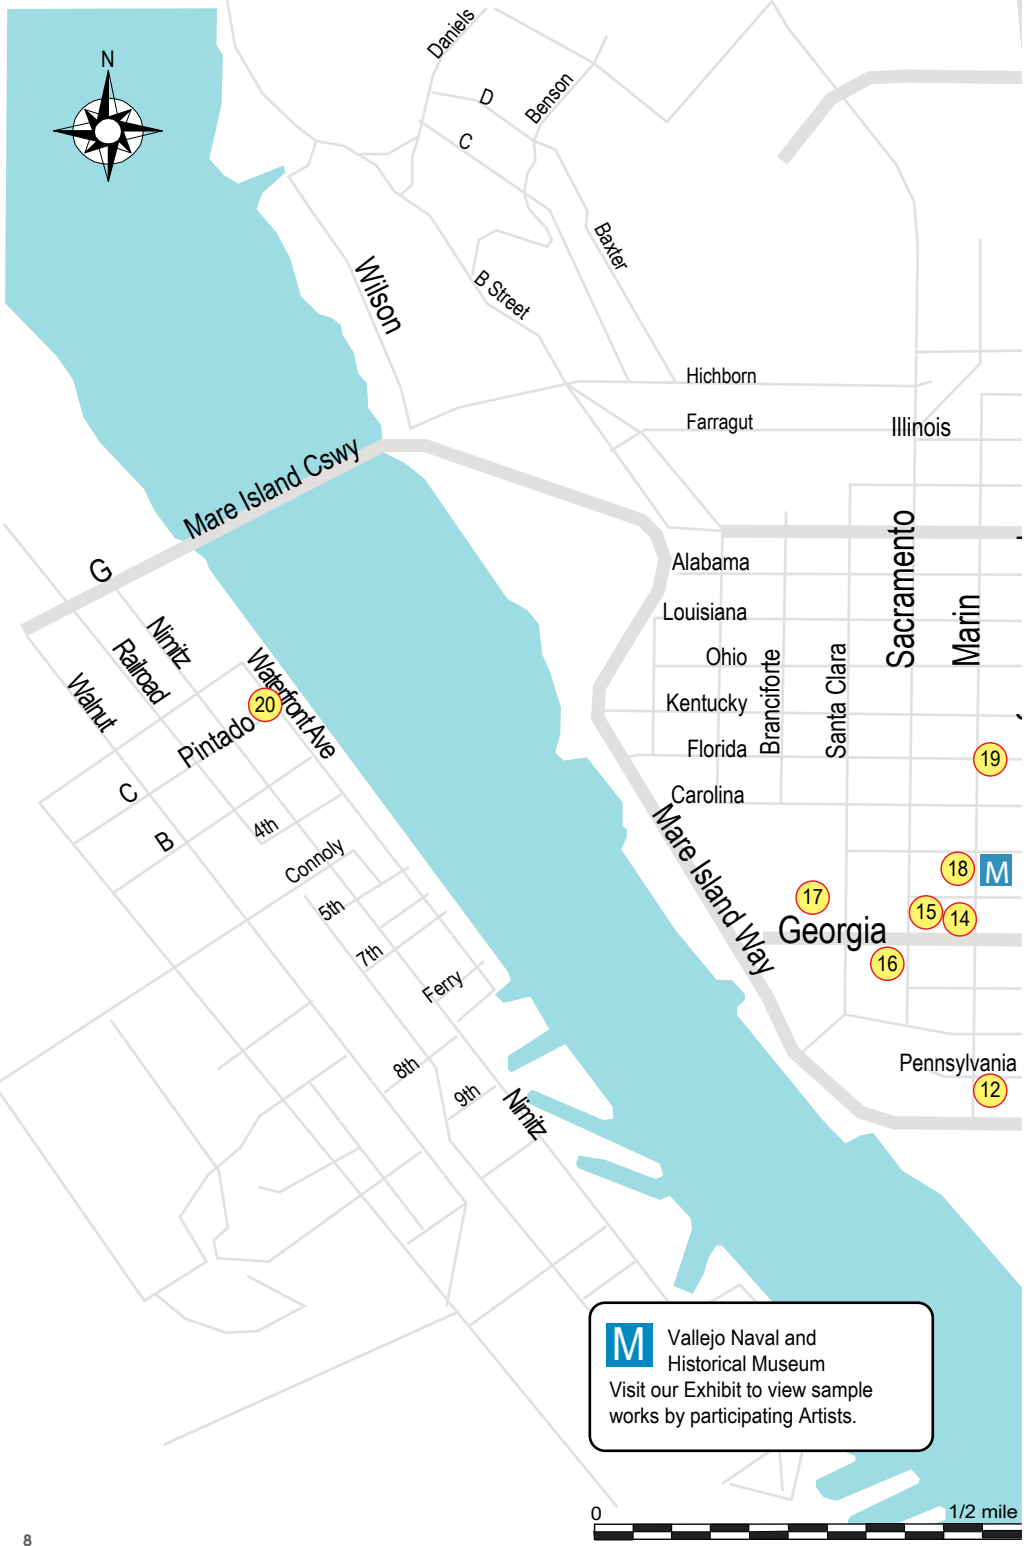 N
Daniels
D
Benson
C
Baxter
Wilson
B Street
Hichborn
Farragut
Illinois
Mare Island Cswy
G
Sacramento
Alabama
Marin
Louisiana
Nimitz
Railroad
Ohio
Branciforte
Santa Clara
Waterfront Ave
Walnut
Kentucky
20
Pintado
Florida
19
C
Carolina
B
4th
Mare Island Way
Connoly
18
M
17
5th
15
14
Georgia
7th
16
Ferry
8th
Pennsylvania
9th
12
Nimitz
M
Vallejo Naval and
Historical Museum
Visit our Exhibit to view sample
works by participating Artists.
0
1/2 mile
8